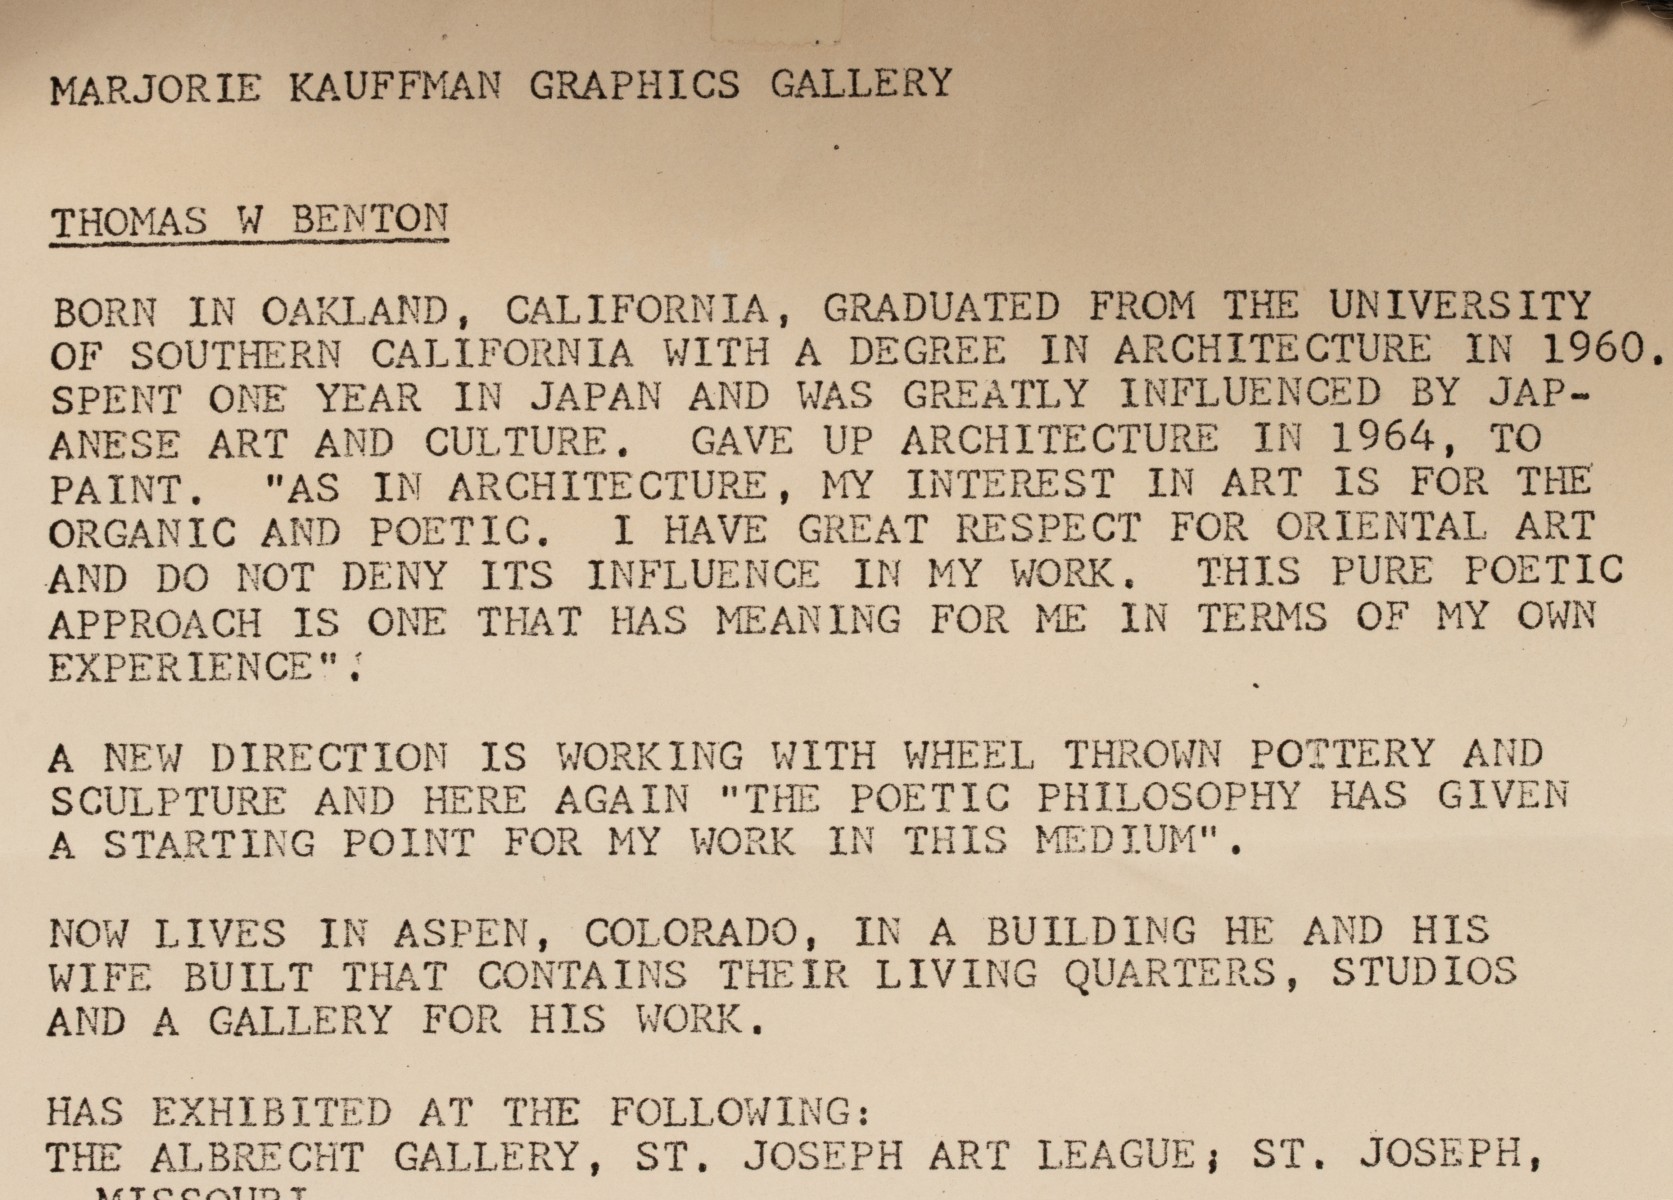 MARJORIE KAUFFMAN GRAPHICS GALLERY
THOMAS W BENTON
BORN IN OAKLAND, CALIFORNIA, GRADUATED FROM THE UNIVERSITY
OF SOUTHERN CALIFORNIA WITH A DEGREE IN ARCHITECTURE IN 1960.
SPENT ONE YEAR IN JAPAN AND WAS GREATLY INFLUENCED BY JAP-
ANESE ART AND CULTURE.  GAVE UP ARCHITECTURE IN 1964, TO
PAINT.  "AS IN ARCHITECTURE, MY INTEREST IN ART IS FOR THE
ORGANIC AND POETIC.  I HAVE GREAT RESPECT FOR ORIENTAL ART
AND DO NOT DENY ITS INFLUENCE IN MY WORK.  THIS PURE POETIC
APPROACH IS ONE THAT HAS MEANING FOR ME IN TERMS OF MY OWN
EXPERIENCE".
A NEW DIRECTION IS WORKING WITH WHEEL THROWN POTTERY AND
SCULPTURE AND HERE AGAIN "THE POETIC PHILOSOPHY HAS GIVEN
A STARTING POINT FOR MY WORK IN THIS MEDIUM".
NOW LIVES IN ASPEN, COLORADO, IN A BUILDING HE AND HIS
WIFE BUILT THAT CONTAINS THEIR LIVING QUARTERS, STUDIOS
AND A GALLERY FOR HIS WORK.
HAS EXHIBITED AT THE FOLLOWING:
THE ALBRECHT GALLERY, ST. JOSEPH ART LEAGUE; ST. JOSEPH,
MISSOURI